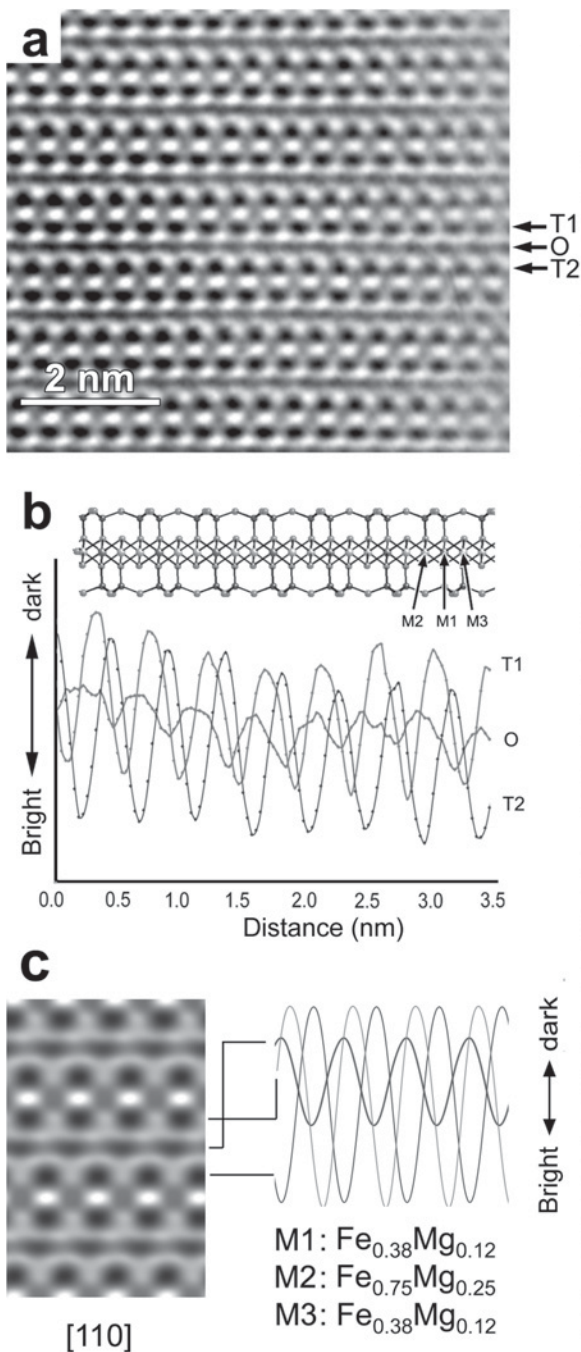 a
T1
O
T2
2 nm
b
M2 M1 M3
dark
Bright
T1
O
T2
0.0 0.5 1.0 1.5 2.0 2.5 3.0 3.5
Distance (nm)
c
dark
Bright
M1: Fe₀.₃₈Mg₀.₁₂
M2: Fe₀.₇₅Mg₀.₂₅
M3: Fe₀.₃₈Mg₀.₁₂
[110]